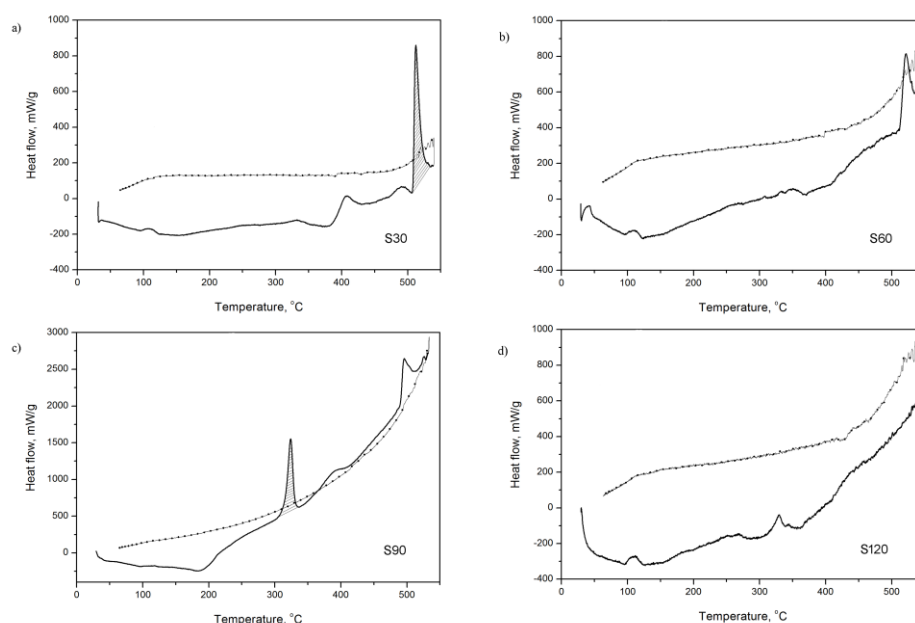 a)
Heat flow, mW/g
1000
800
600
400
200
0
-200
-400
0 100 200 300 400 500
S30
Temperature, °C
b)
Heat flow, mW/g
1000
800
600
400
200
0
-200
-400
0 100 200 300 400 500
S60
Temperature, °C
c)
Heat flow, mW/g
3000
2500
2000
1500
1000
500
0
0 100 200 300 400 500
S90
Temperature, °C
d)
Heat flow, mW/g
1000
800
600
400
200
0
-200
-400
0 100 200 300 400 500
S120
Temperature, °C